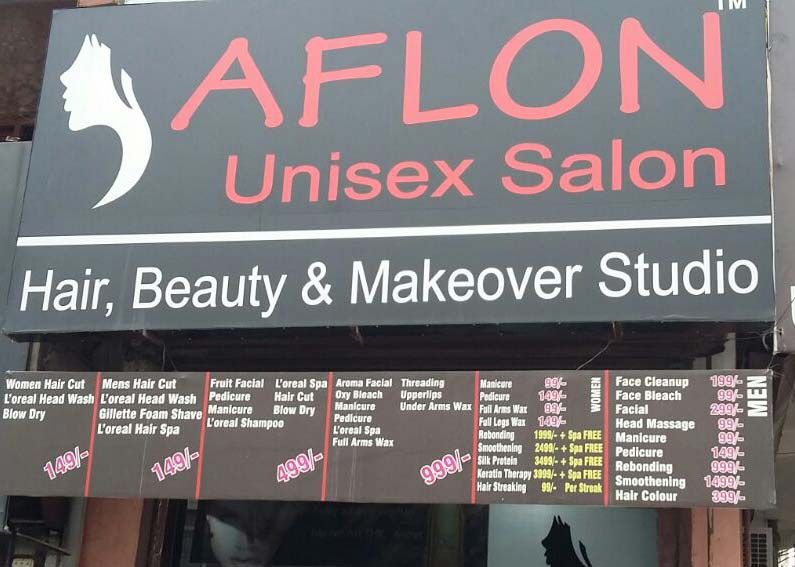 AFLON
TM
Unisex Salon
Hair, Beauty & Makeover Studio
Women Hair Cut
L'oreal Head Wash
Blow Dry
149/-
Mens Hair Cut
L'oreal Head Wash
Gillette Foam Shave
L'oreal Hair Spa
149/-
Fruit Facial L'oreal Spa
Pedicure Hair Cut
Manicure Blow Dry
L'oreal Shampoo
499/-
Aroma Facial Threading
Oxy Bleach Upperlips
Manicure Under Arms Wax
Pedicure
L'oreal Spa
Full Arms Wax
999/-
WOMEN
Manicure 99/-
Pedicure 149/-
Full Arms Wax 99/-
Full Legs Wax 149/-
Rebonding 1999/- + Spa FREE
Smoothening 2499/- + Spa FREE
Silk Protein 3499/- + Spa FREE
Keratin Therapy 3999/- + Spa FREE
Hair Streaking 99/- Per Streak
MEN
Face Cleanup 199/-
Face Bleach 99/-
Facial 299/-
Head Massage 99/-
Manicure 99/-
Pedicure 149/-
Rebonding 999/-
Smoothening 1499/-
Hair Colour 399/-